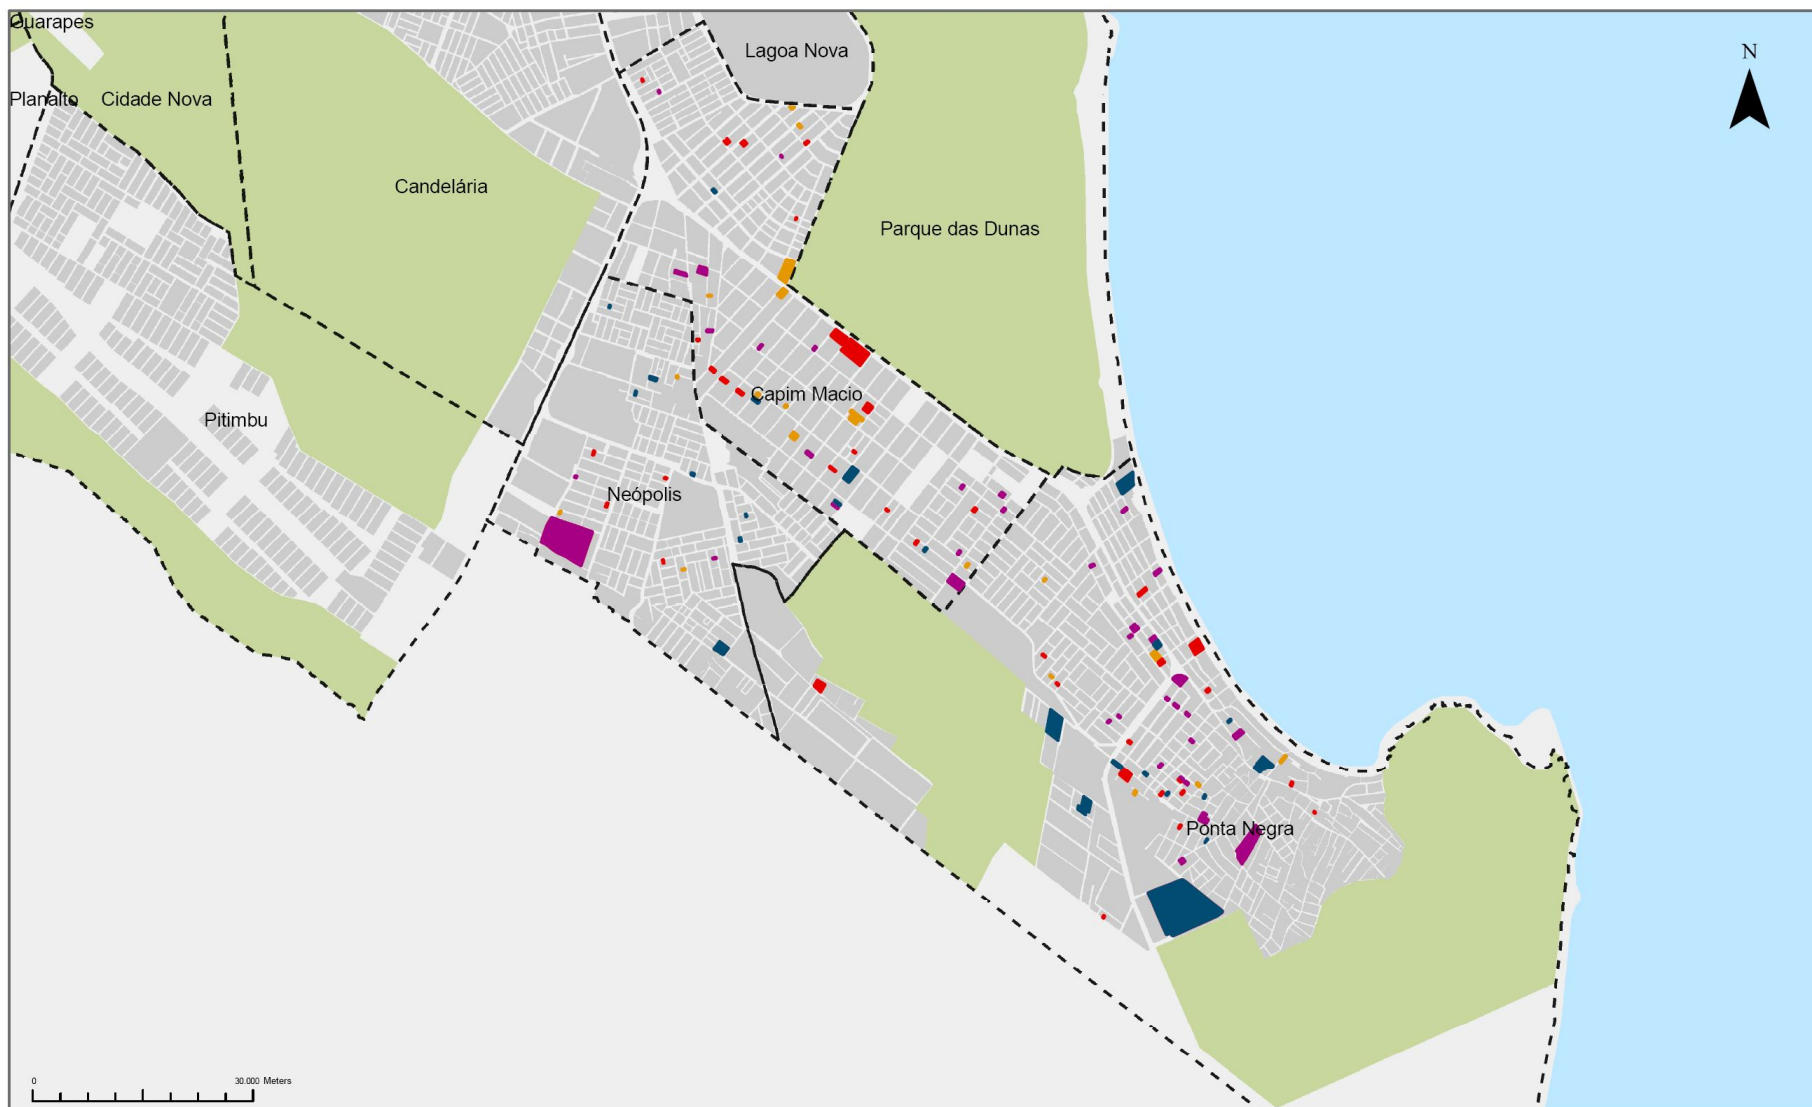 Guarapes
Lagoa Nova
N
Planalto
Cidade Nova
Candelária
Parque das Dunas
Capim Macio
Pitimbu
Neópolis
Ponta Negra
0 30.000 Meters